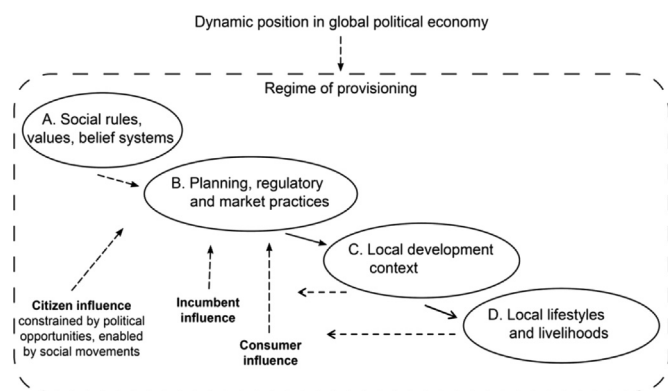 Dynamic position in global political economy
Regime of provisioning
A. Social rules,
values, belief systems
B. Planning, regulatory
and market practices
C. Local development
context
D. Local lifestyles
and livelihoods
Citizen influence
constrained by political
opportunities, enabled
by social movements
Incumbent
influence
Consumer
influence